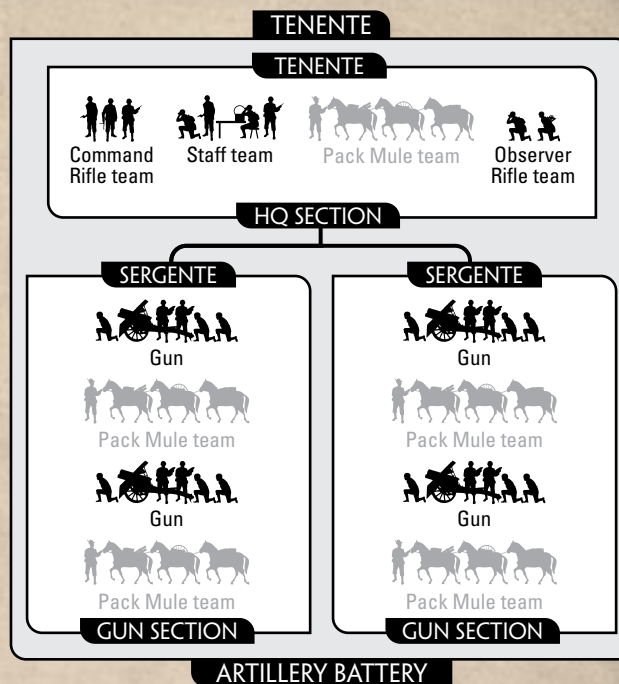 TENENTE
TENENTE
Command
Rifle team
Staff team
Pack Mule team
Observer
Rifle team
HQ SECTION
SERGENTE
Gun
Pack Mule team
Gun
Pack Mule team
GUN SECTION
SERGENTE
Gun
Pack Mule team
Gun
Pack Mule team
GUN SECTION
ARTILLERY BATTERY